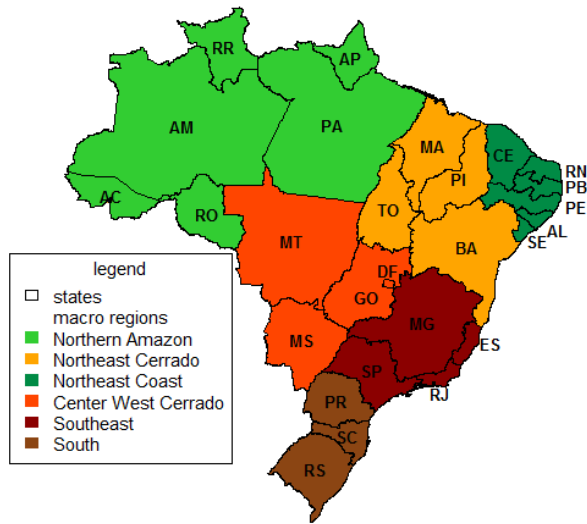 RR
AP
AM
PA
MA
CE
RN
PB
PE
AL
SE
PI
AC
RO
TO
BA
MT
DF
GO
MG
ES
MS
SP
RJ
PR
SC
RS
legend
states
macro regions
Northern Amazon
Northeast Cerrado
Northeast Coast
Center West Cerrado
Southeast
South